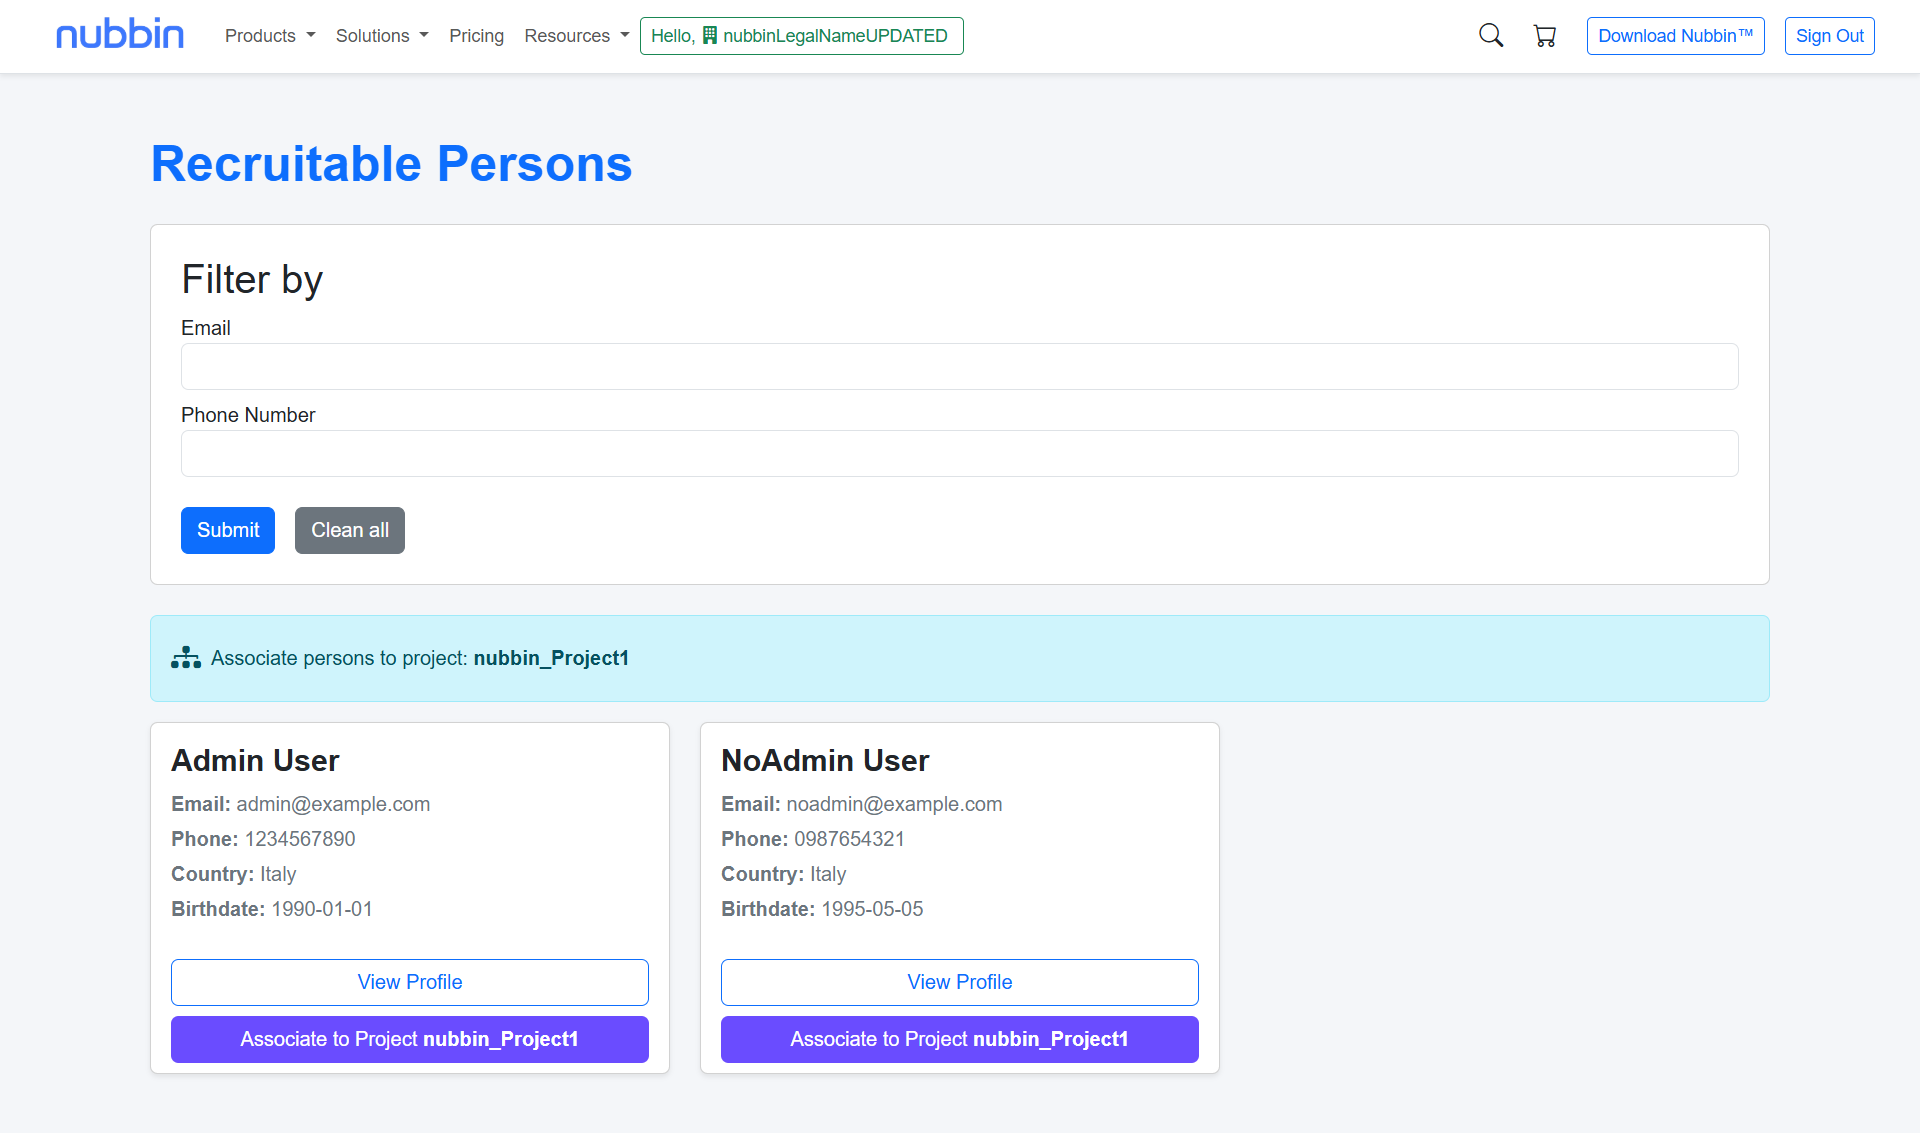 nubbin Products Solutions Pricing Resources Hello, nubbinLegalNameUPDATED Download Nubbin™ Sign Out
Recruitable Persons
Filter by
Email
Phone Number
Submit Clean all
Associate persons to project: nubbin_Project1
Admin User
Email: admin@example.com
Phone: 1234567890
Country: Italy
Birthdate: 1990-01-01
View Profile
Associate to Project nubbin_Project1
NoAdmin User
Email: noadmin@example.com
Phone: 0987654321
Country: Italy
Birthdate: 1995-05-05
View Profile
Associate to Project nubbin_Project1